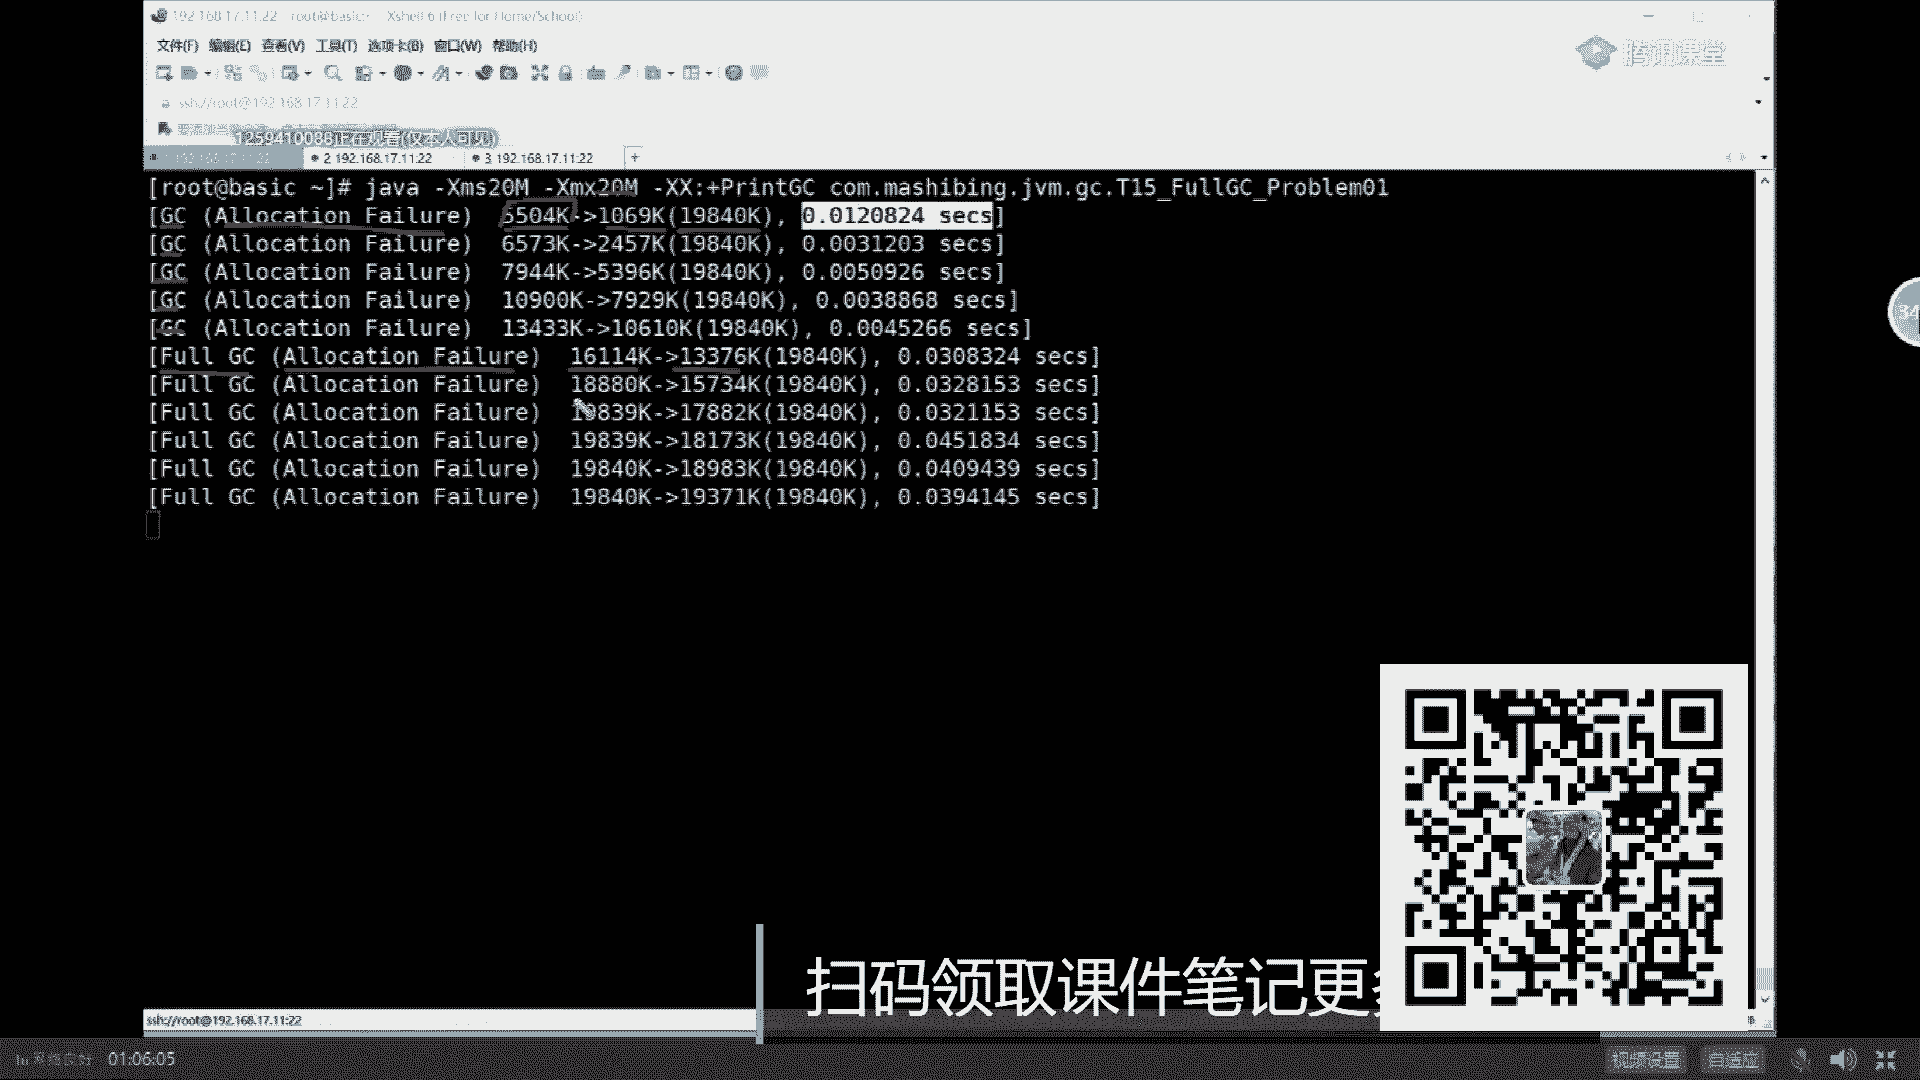 192.168.17.11:22 root@basic:~ Xshell 6 (Free for Home/School)
文件(F) 编辑(E) 查看(V) 工具(T) 选项卡(B) 窗口(W) 帮助(H)
腾讯课堂
ssh://root@192.168.17.11:22
要添加当
1259410088正在观看(仅本人可见)
1 192.168.17.11:22 2 192.168.17.11:22 3 192.168.17.11:22 +
[root@basic ~]# java -Xms20M -Xmx20M -XX:+PrintGC com.mashibing.jvm.gc.T15_FullGC_Problem01
[GC (Allocation Failure) 5504K->1069K(19840K), 0.0120824 secs]
[GC (Allocation Failure) 6573K->2457K(19840K), 0.0031203 secs]
[GC (Allocation Failure) 7944K->5396K(19840K), 0.0050926 secs]
[GC (Allocation Failure) 10900K->7929K(19840K), 0.0038868 secs]
[GC (Allocation Failure) 13433K->10610K(19840K), 0.0045266 secs]
[Full GC (Allocation Failure) 16114K->13376K(19840K), 0.0308324 secs]
[Full GC (Allocation Failure) 18880K->15734K(19840K), 0.0328153 secs]
[Full GC (Allocation Failure) 19839K->17882K(19840K), 0.0321153 secs]
[Full GC (Allocation Failure) 19839K->18173K(19840K), 0.0451834 secs]
[Full GC (Allocation Failure) 19840K->18983K(19840K), 0.0409439 secs]
[Full GC (Allocation Failure) 19840K->19371K(19840K), 0.0394145 secs]
34
扫码领取课件笔记更多
ssh://root@192.168.17.11:22
01:06:05
视频设置 自适应